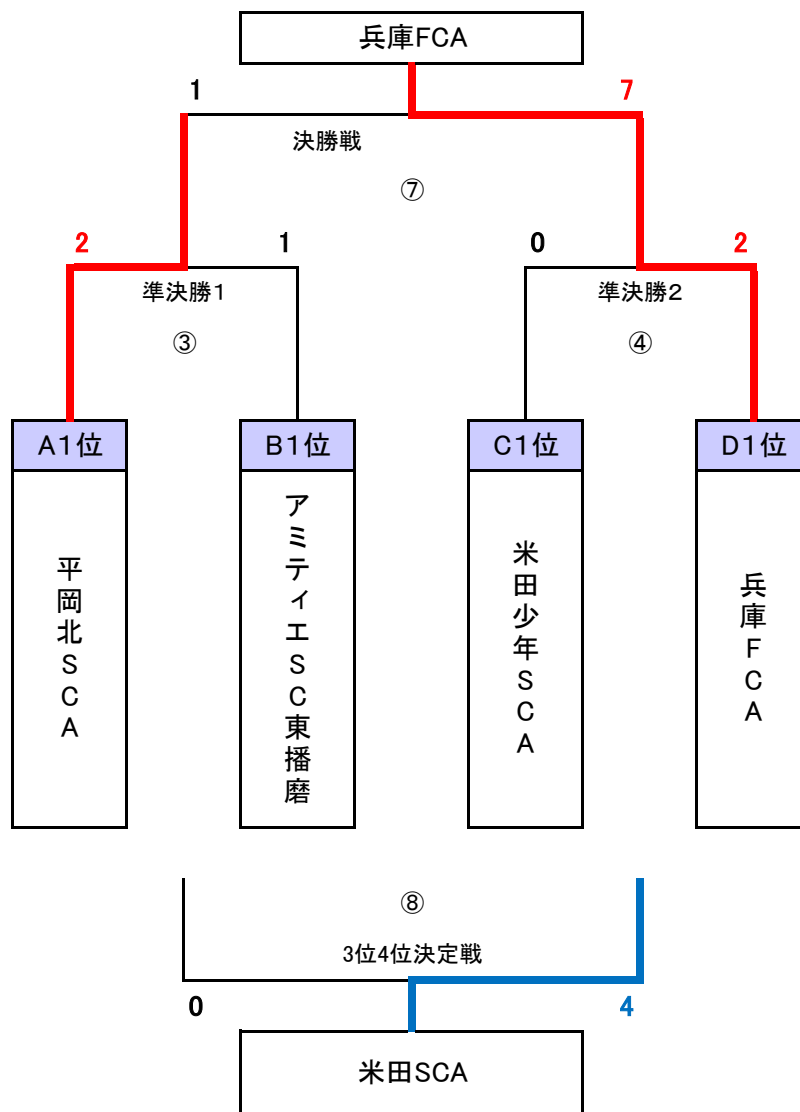 兵庫FCA
1
7
決勝戦
⑦
2
1
0
2
準決勝1
準決勝2
③
④
A1位
B1位
C1位
D1位
平岡北SCA
アミティエSC東播磨
米田少年SCA
兵庫FCA
⑧
3位4位決定戦
0
4
米田SCA